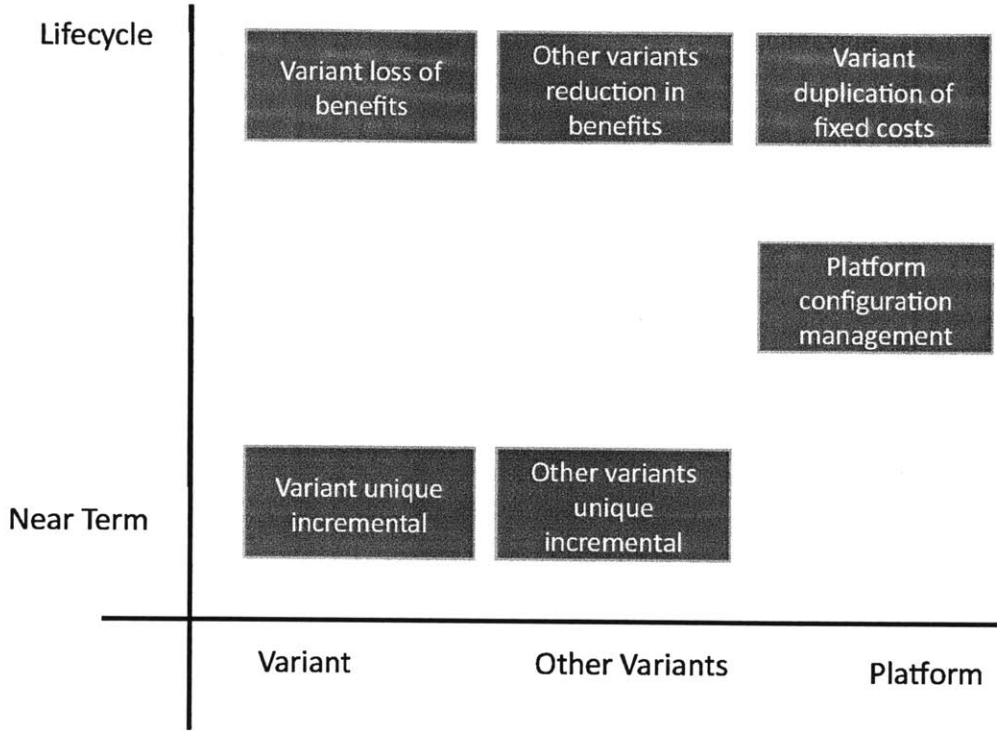 Lifecycle
Variant loss of
benefits
Other variants
reduction in
benefits
Variant
duplication of
fixed costs
Platform
configuration
management
Near Term
Variant unique
incremental
Other variants
unique
incremental
Variant
Other Variants
Platform